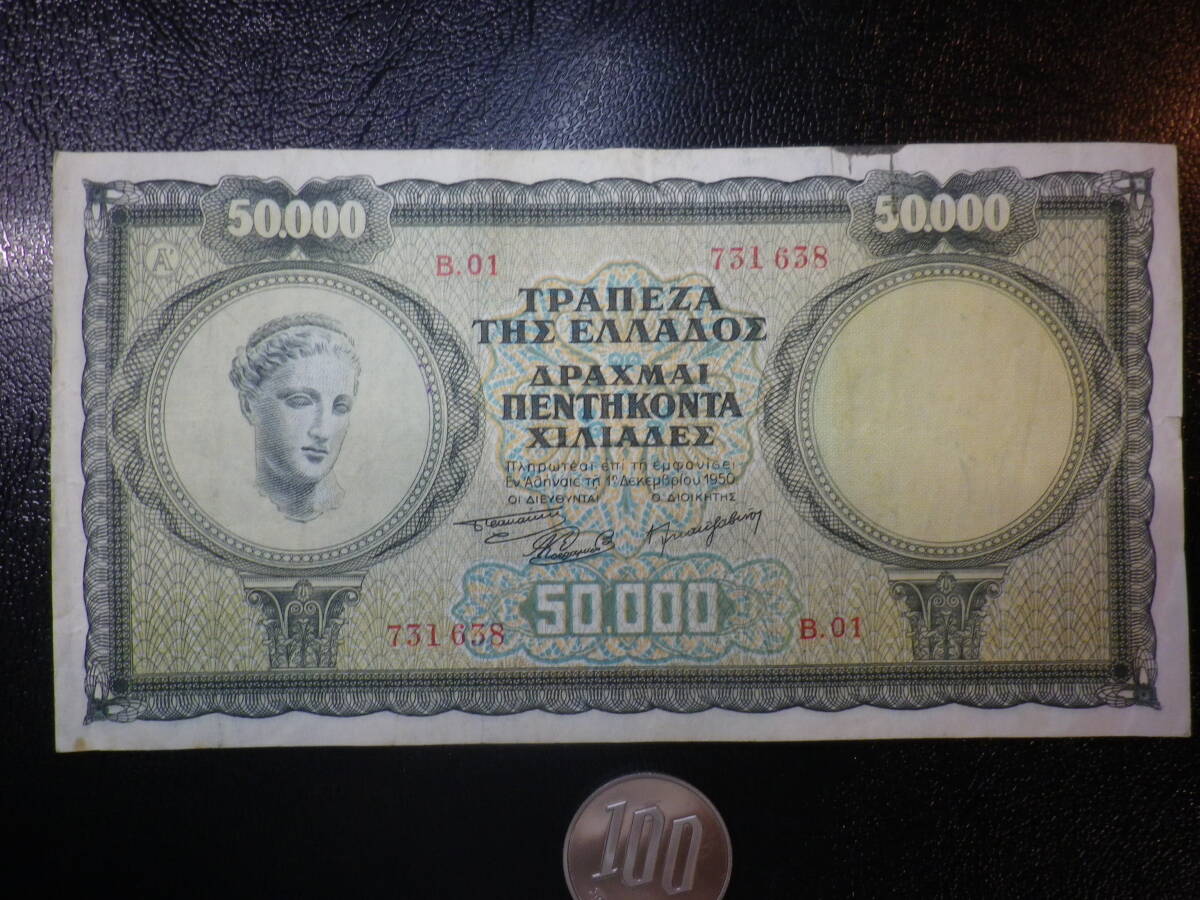 50.000 50.000
Α'
Β.01 731 638
ΤΡΑΠΕΖΑ
ΤΗΣ ΕΛΛΑΔΟΣ
ΔΡΑΧΜΑΙ
ΠΕΝΤΗΚΟΝΤΑ
ΧΙΛΙΑΔΕΣ
Πληρωτέαι επί τη εμφανίσει
Εν Αθήναις τη 1η Δεκεμβρίου 1950
ΟΙ ΔΙΕΥΘΥΝΤΑΙ Ο ΔΙΟΙΚΗΤΗΣ
50.000
731 638 Β.01
100